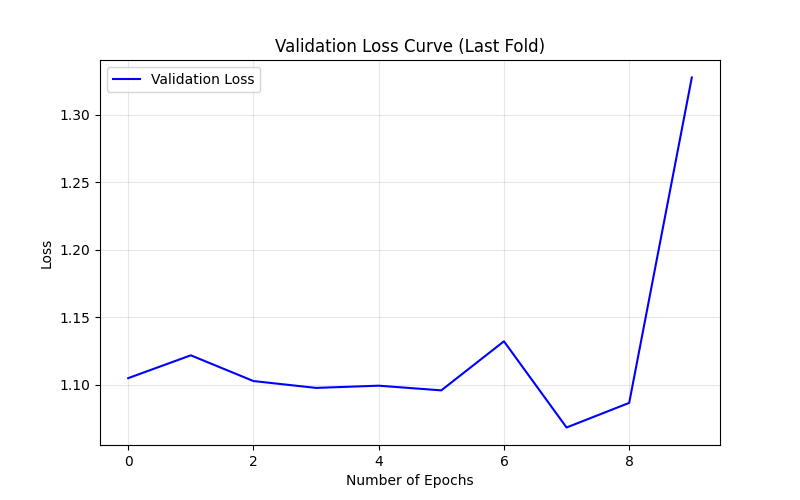 Validation Loss Curve (Last Fold)
Validation Loss
1.30
1.25
1.20
1.15
1.10
Loss
0 2 4 6 8
Number of Epochs